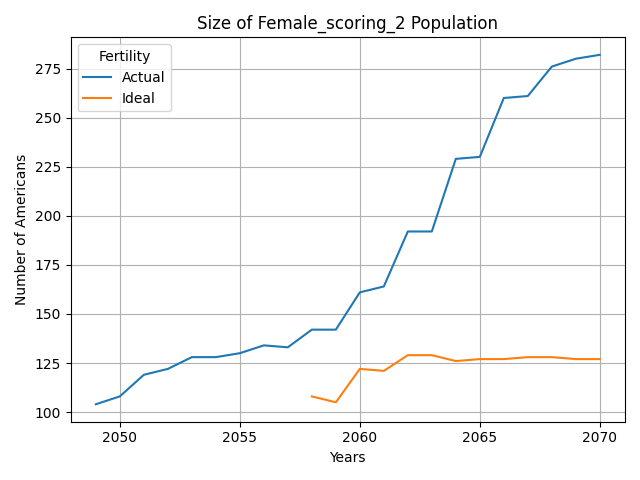 Size of Female_scoring_2 Population
Fertility
Actual
Ideal
Number of Americans
275
250
225
200
175
150
125
100
2050
2055
2060
2065
2070
Years